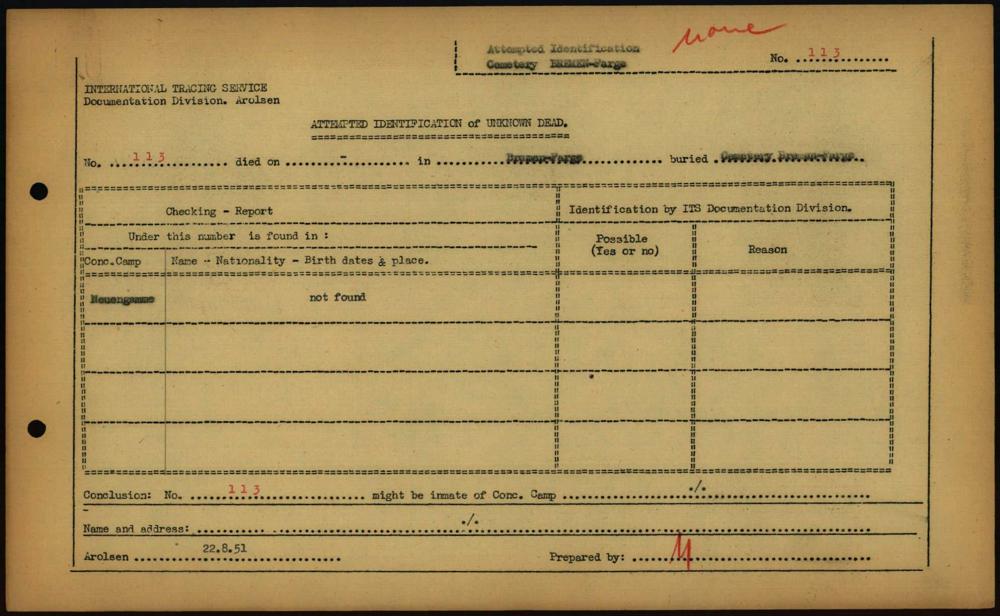 none
Attempted Identification
Cemetery BREMEN-Farge
No. 113
INTERNATIONAL TRACING SERVICE
Documentation Division. Arolsen
ATTEMPTED IDENTIFICATION of UNKNOWN DEAD.
No. 113 died on - in Bremen-Farge buried Cemetery Bremen-Farge
Checking - Report
Identification by ITS Documentation Division.
Under this number is found in :
Possible
(Yes or no)
Reason
Conc.Camp
Name - Nationality - Birth dates & place.
Neuengamme
not found
Conclusion: No. 113 might be inmate of Conc. Camp ./.
Name and address: ./.
Arolsen 22.8.51
Prepared by: